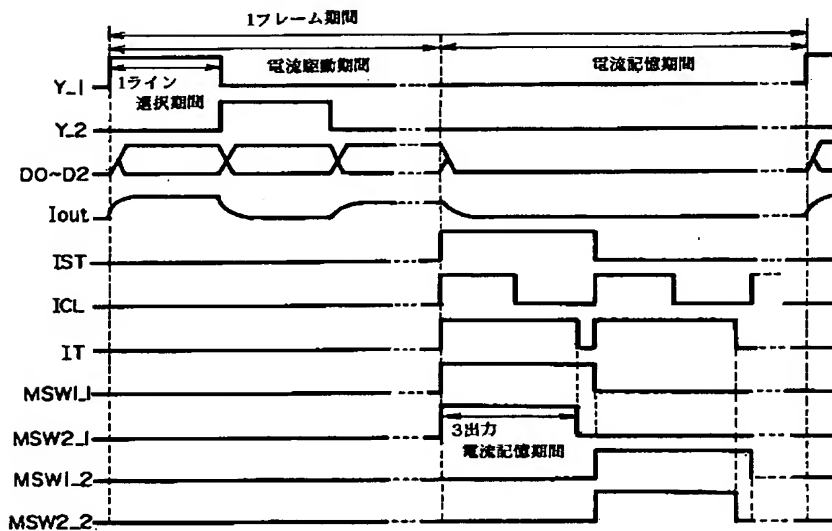 1フレーム期間
電流駆動期間
電流記憶期間
1ライン
選択期間
Y_1
Y_2
D0~D2
Iout
IST
ICL
IT
MSW1_1
MSW2_1
3出力
電流記憶期間
MSW1_2
MSW2_2